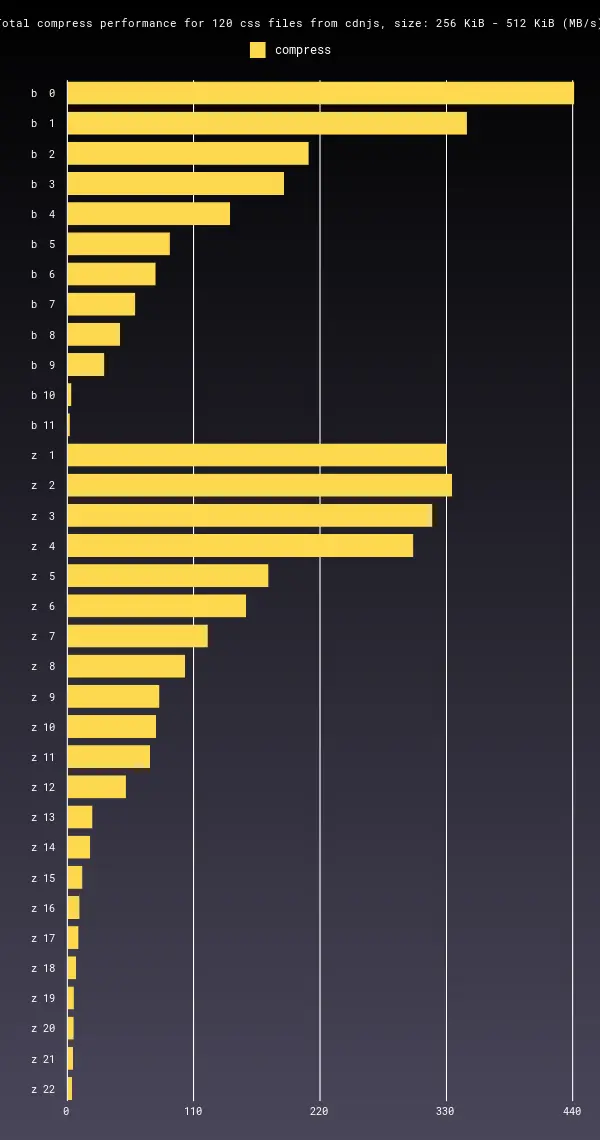 Total compress performance for 120 css files from cdnjs, size: 256 KiB - 512 KiB (MB/s)
compress
b 0
b 1
b 2
b 3
b 4
b 5
b 6
b 7
b 8
b 9
b 10
b 11
z 1
z 2
z 3
z 4
z 5
z 6
z 7
z 8
z 9
z 10
z 11
z 12
z 13
z 14
z 15
z 16
z 17
z 18
z 19
z 20
z 21
z 22
0 110 220 330 440